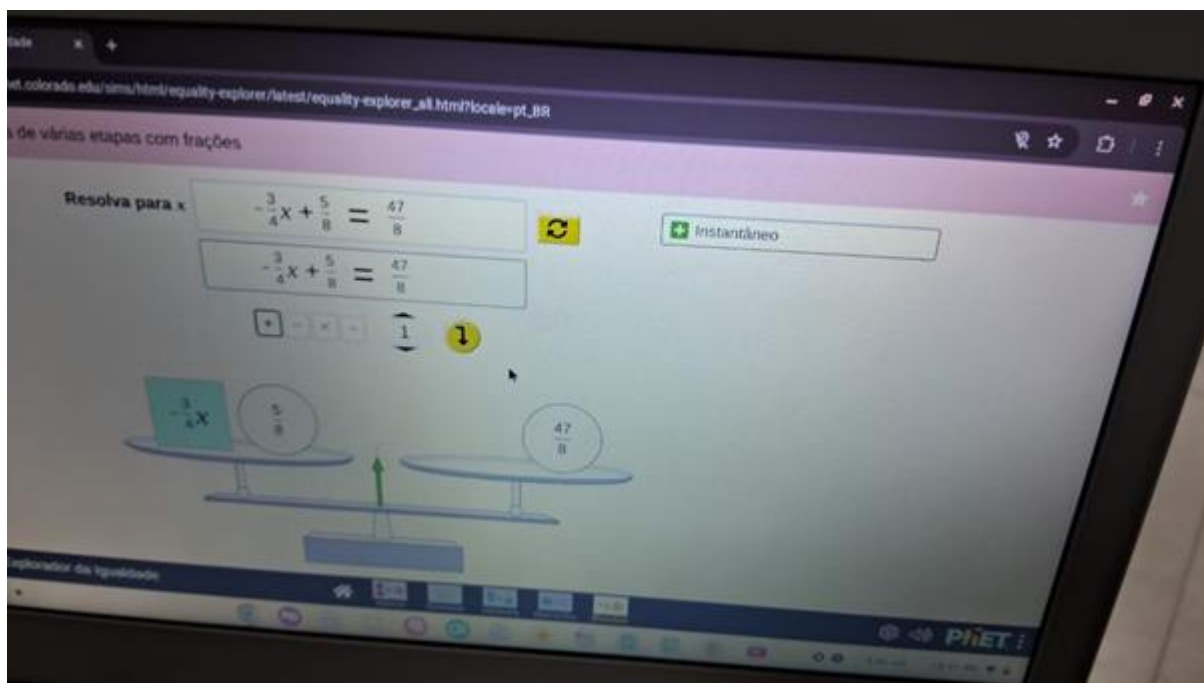 dade
et.colorado.edu/sims/html/equality-explorer/latest/equality-explorer_all.html?locale=pt_BR
s de várias etapas com frações
Resolva para x
-3/4x + 5/8 = 47/8
Instantâneo
-3/4x + 5/8 = 47/8
+ - × ÷ 1
-3/4x
5/8
47/8
Explorador da Igualdade
PhET